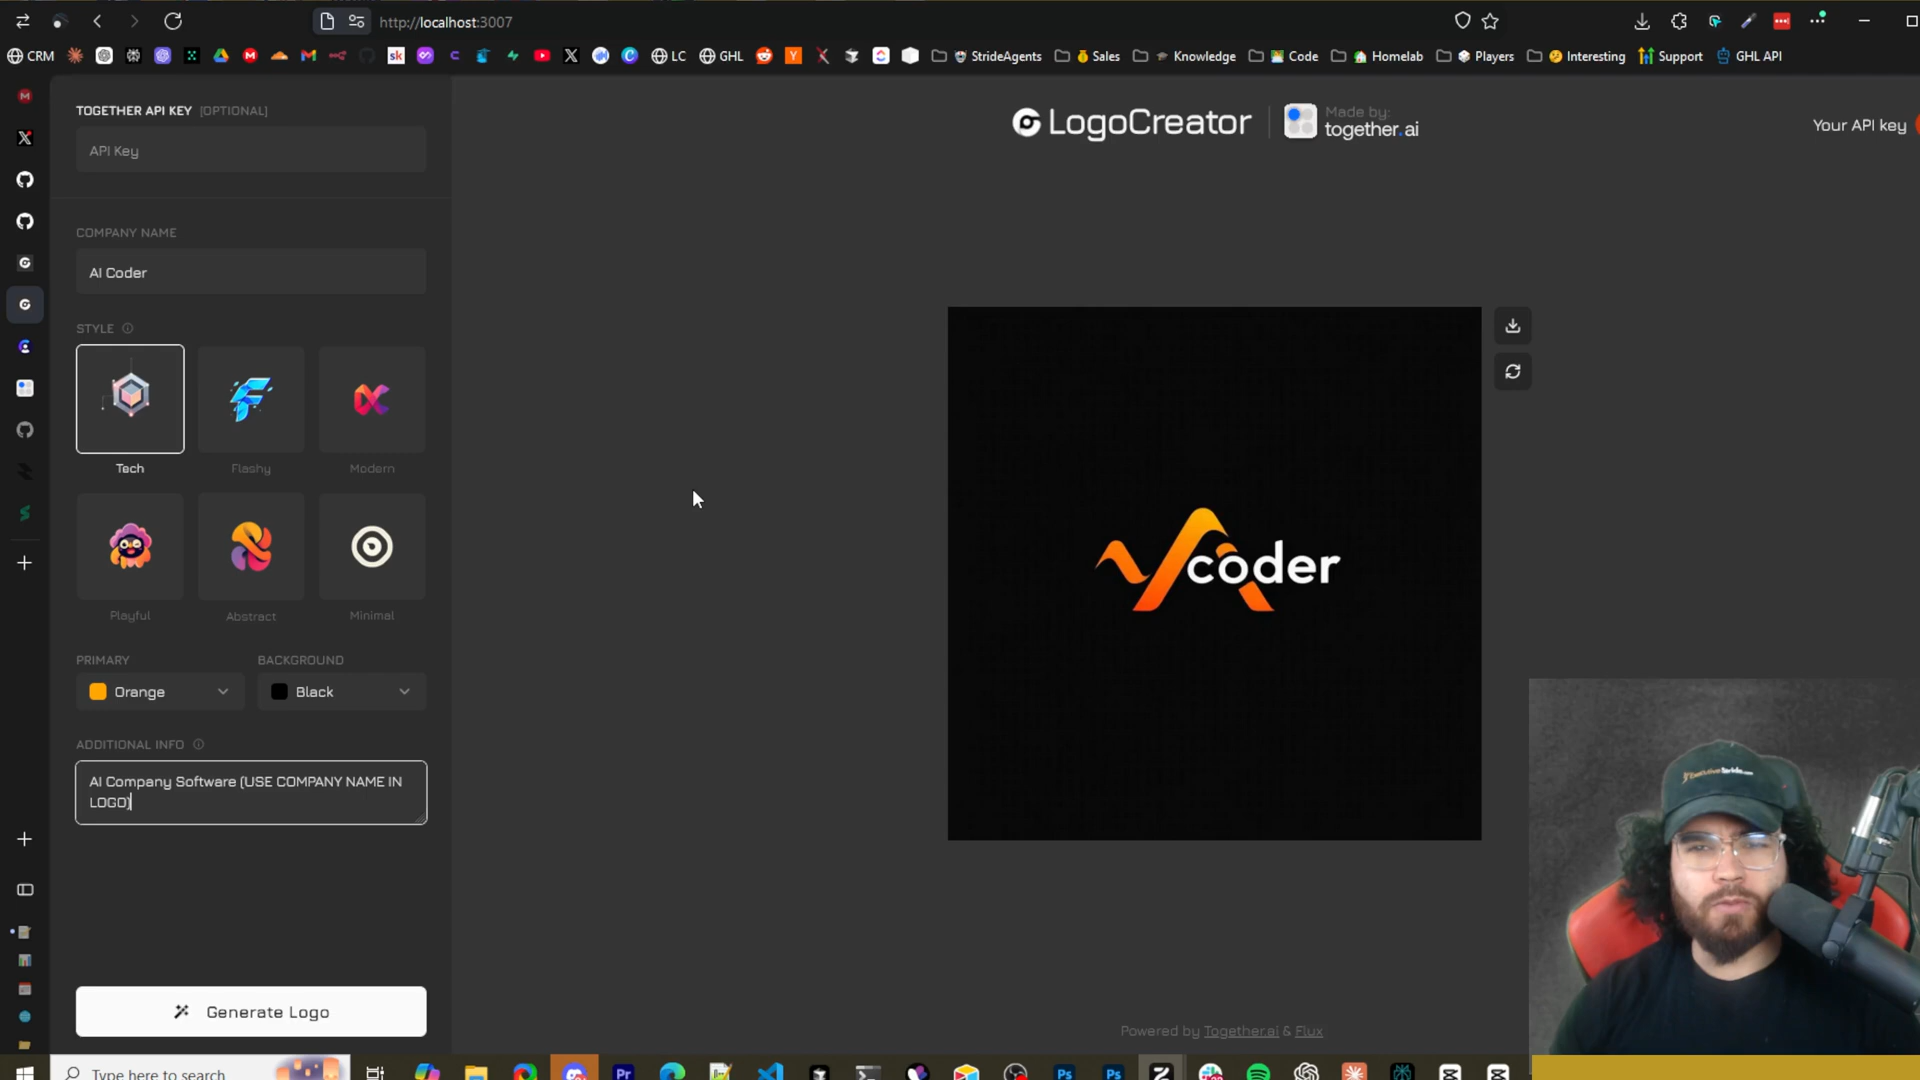 http://localhost:3007
CRM
LC
GHL
StrideAgents
Sales
Knowledge
Code
Homelab
Players
Interesting
Support
GHL API
TOGETHER API KEY [OPTIONAL]
API Key
LogoCreator
Made by:
together.ai
Your API key
COMPANY NAME
AI Coder
STYLE
Tech
Flashy
Modern
Playful
Abstract
Minimal
coder
PRIMARY
BACKGROUND
Orange
Black
ADDITIONAL INFO
AI Company Software (USE COMPANY NAME IN
LOGO)
Generate Logo
Powered by Together.ai & Flux
Type here to search